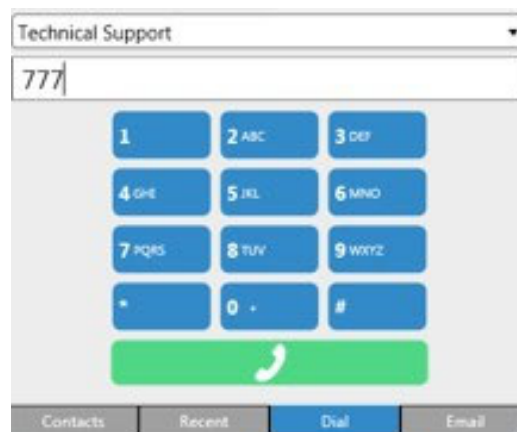 Technical Support
777
1 2 ABC 3 DEF
4 GHI 5 JKL 6 MNO
7 PQRS 8 TUV 9 WXYZ
* 0 + #
Contacts Recent Dial Email